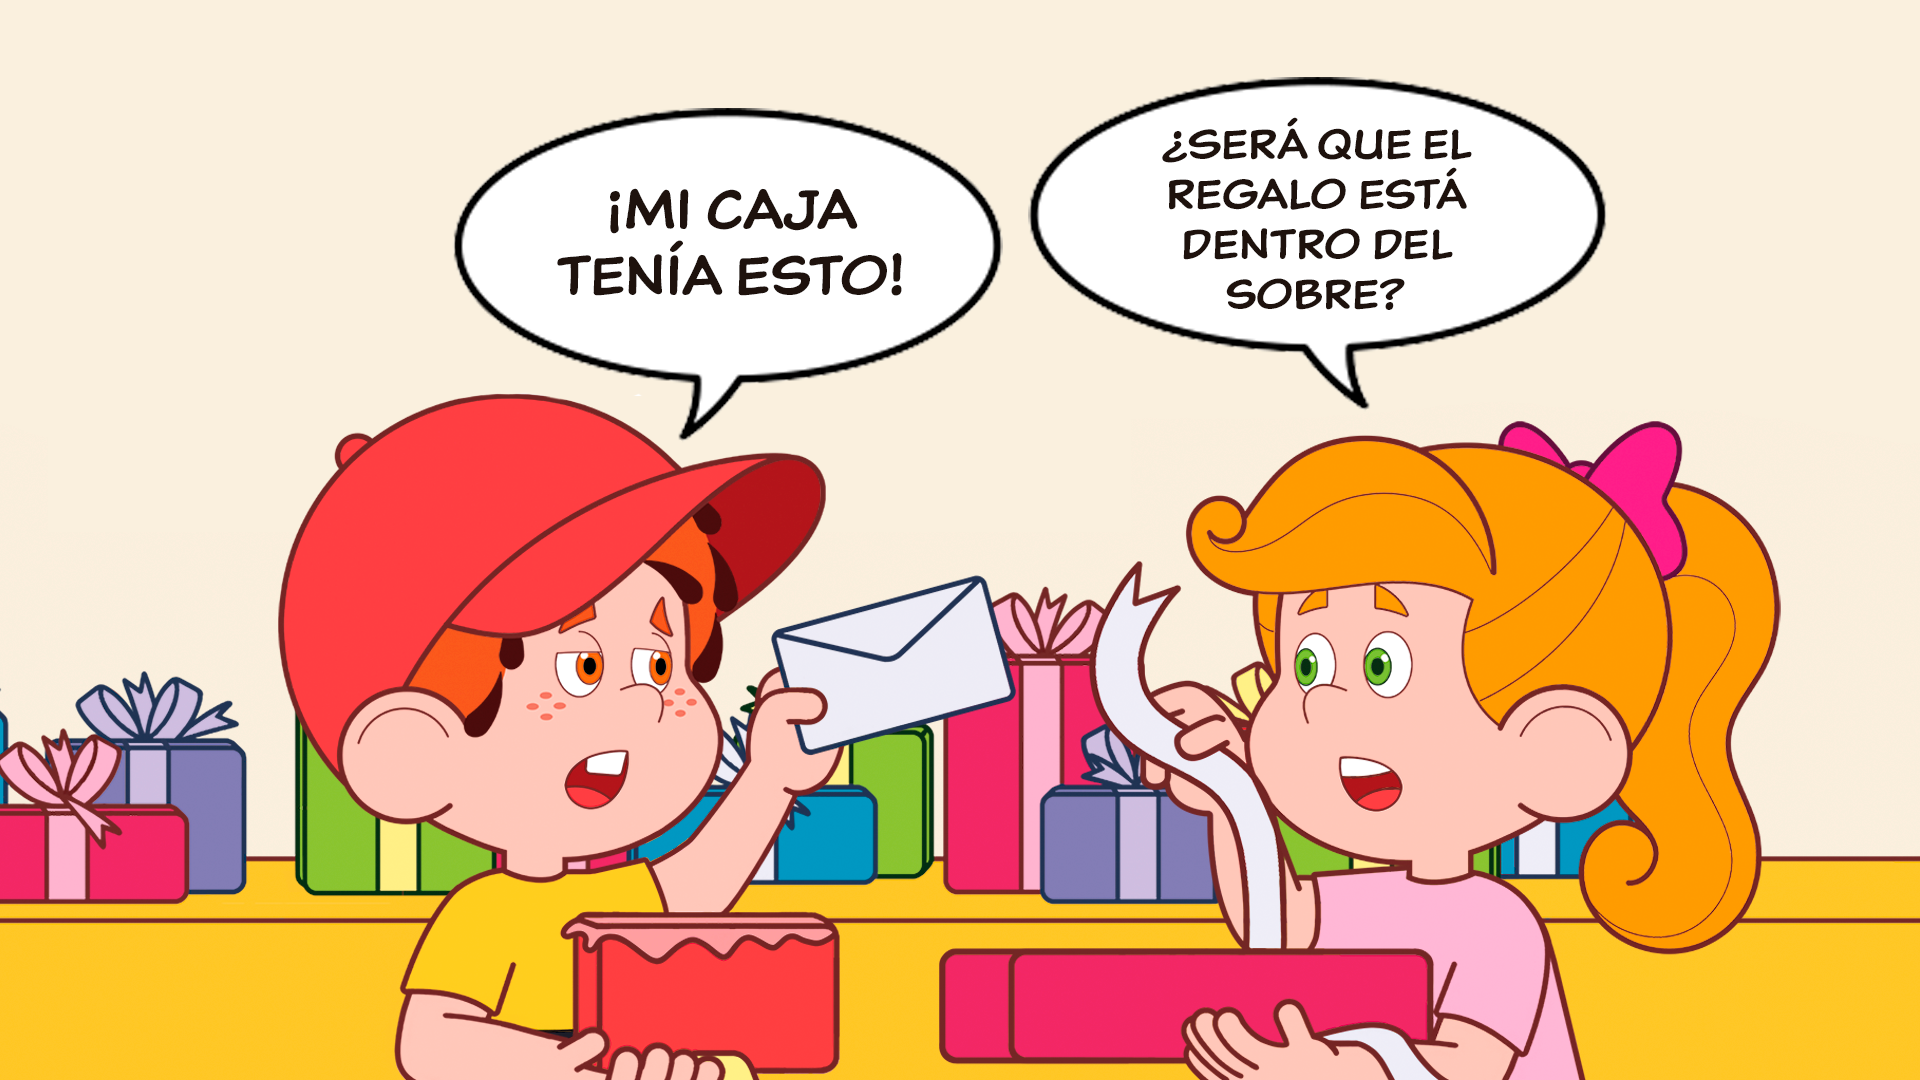 ¡MI CAJA
TENÍA ESTO!
¿SERÁ QUE EL
REGALO ESTÁ
DENTRO DEL
SOBRE?